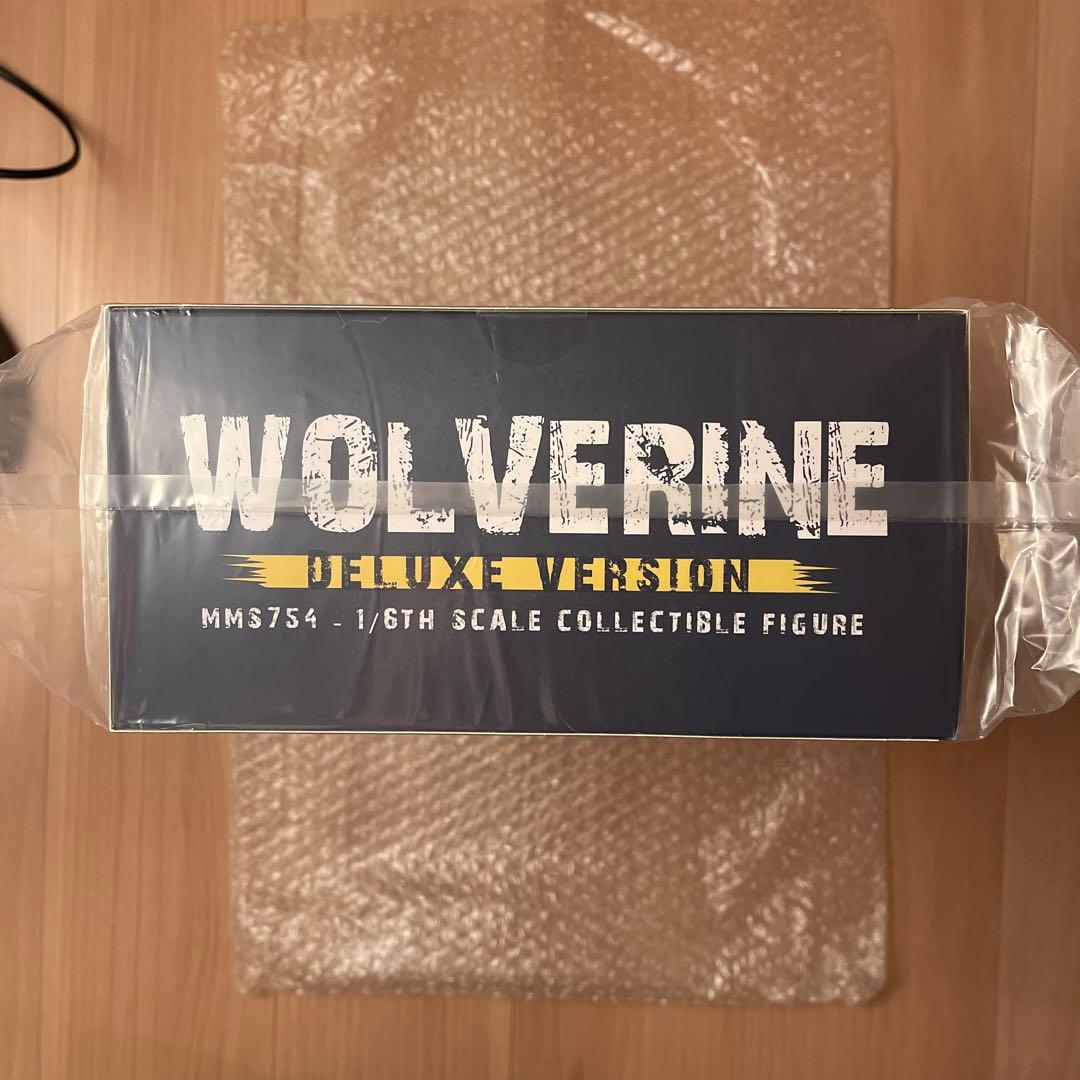 WOLVERINE
DELUXE VERSION
MMS754 - 1/6TH SCALE COLLECTIBLE FIGURE